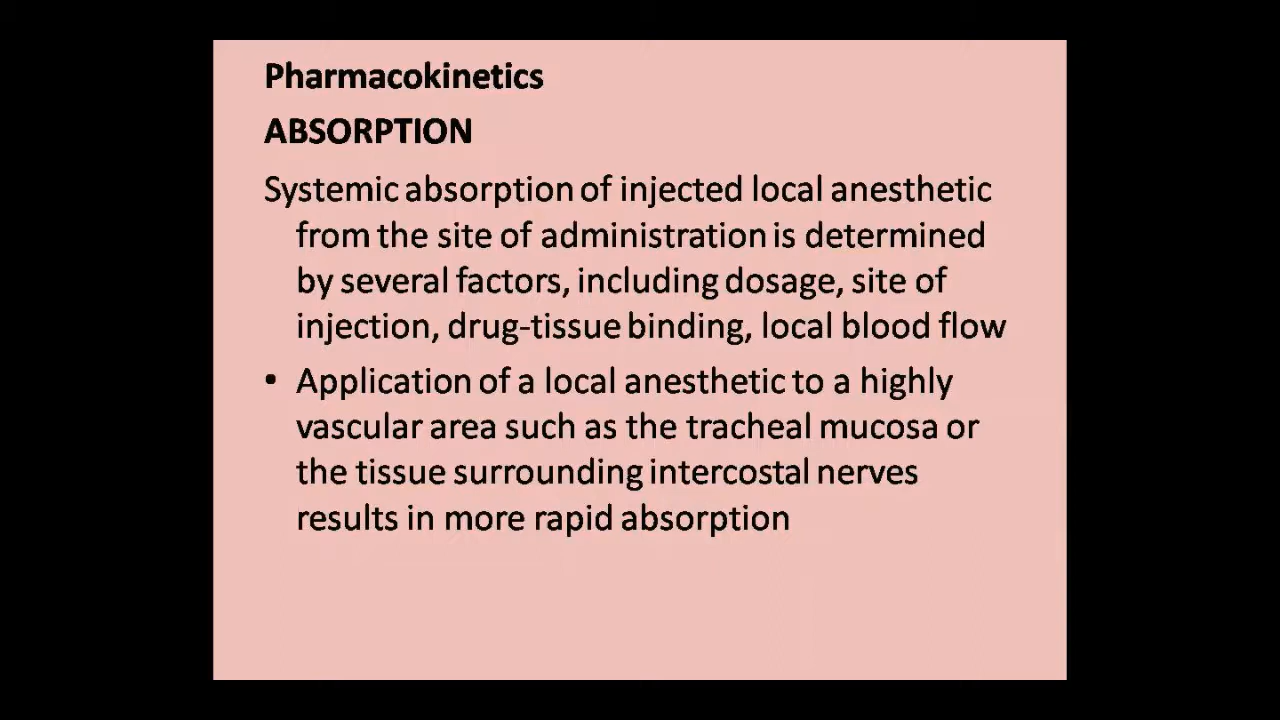 Pharmacokinetics
ABSORPTION
Systemic absorption of injected local anesthetic
from the site of administration is determined
by several factors, including dosage, site of
injection, drug-tissue binding, local blood flow
• Application of a local anesthetic to a highly
vascular area such as the tracheal mucosa or
the tissue surrounding intercostal nerves
results in more rapid absorption